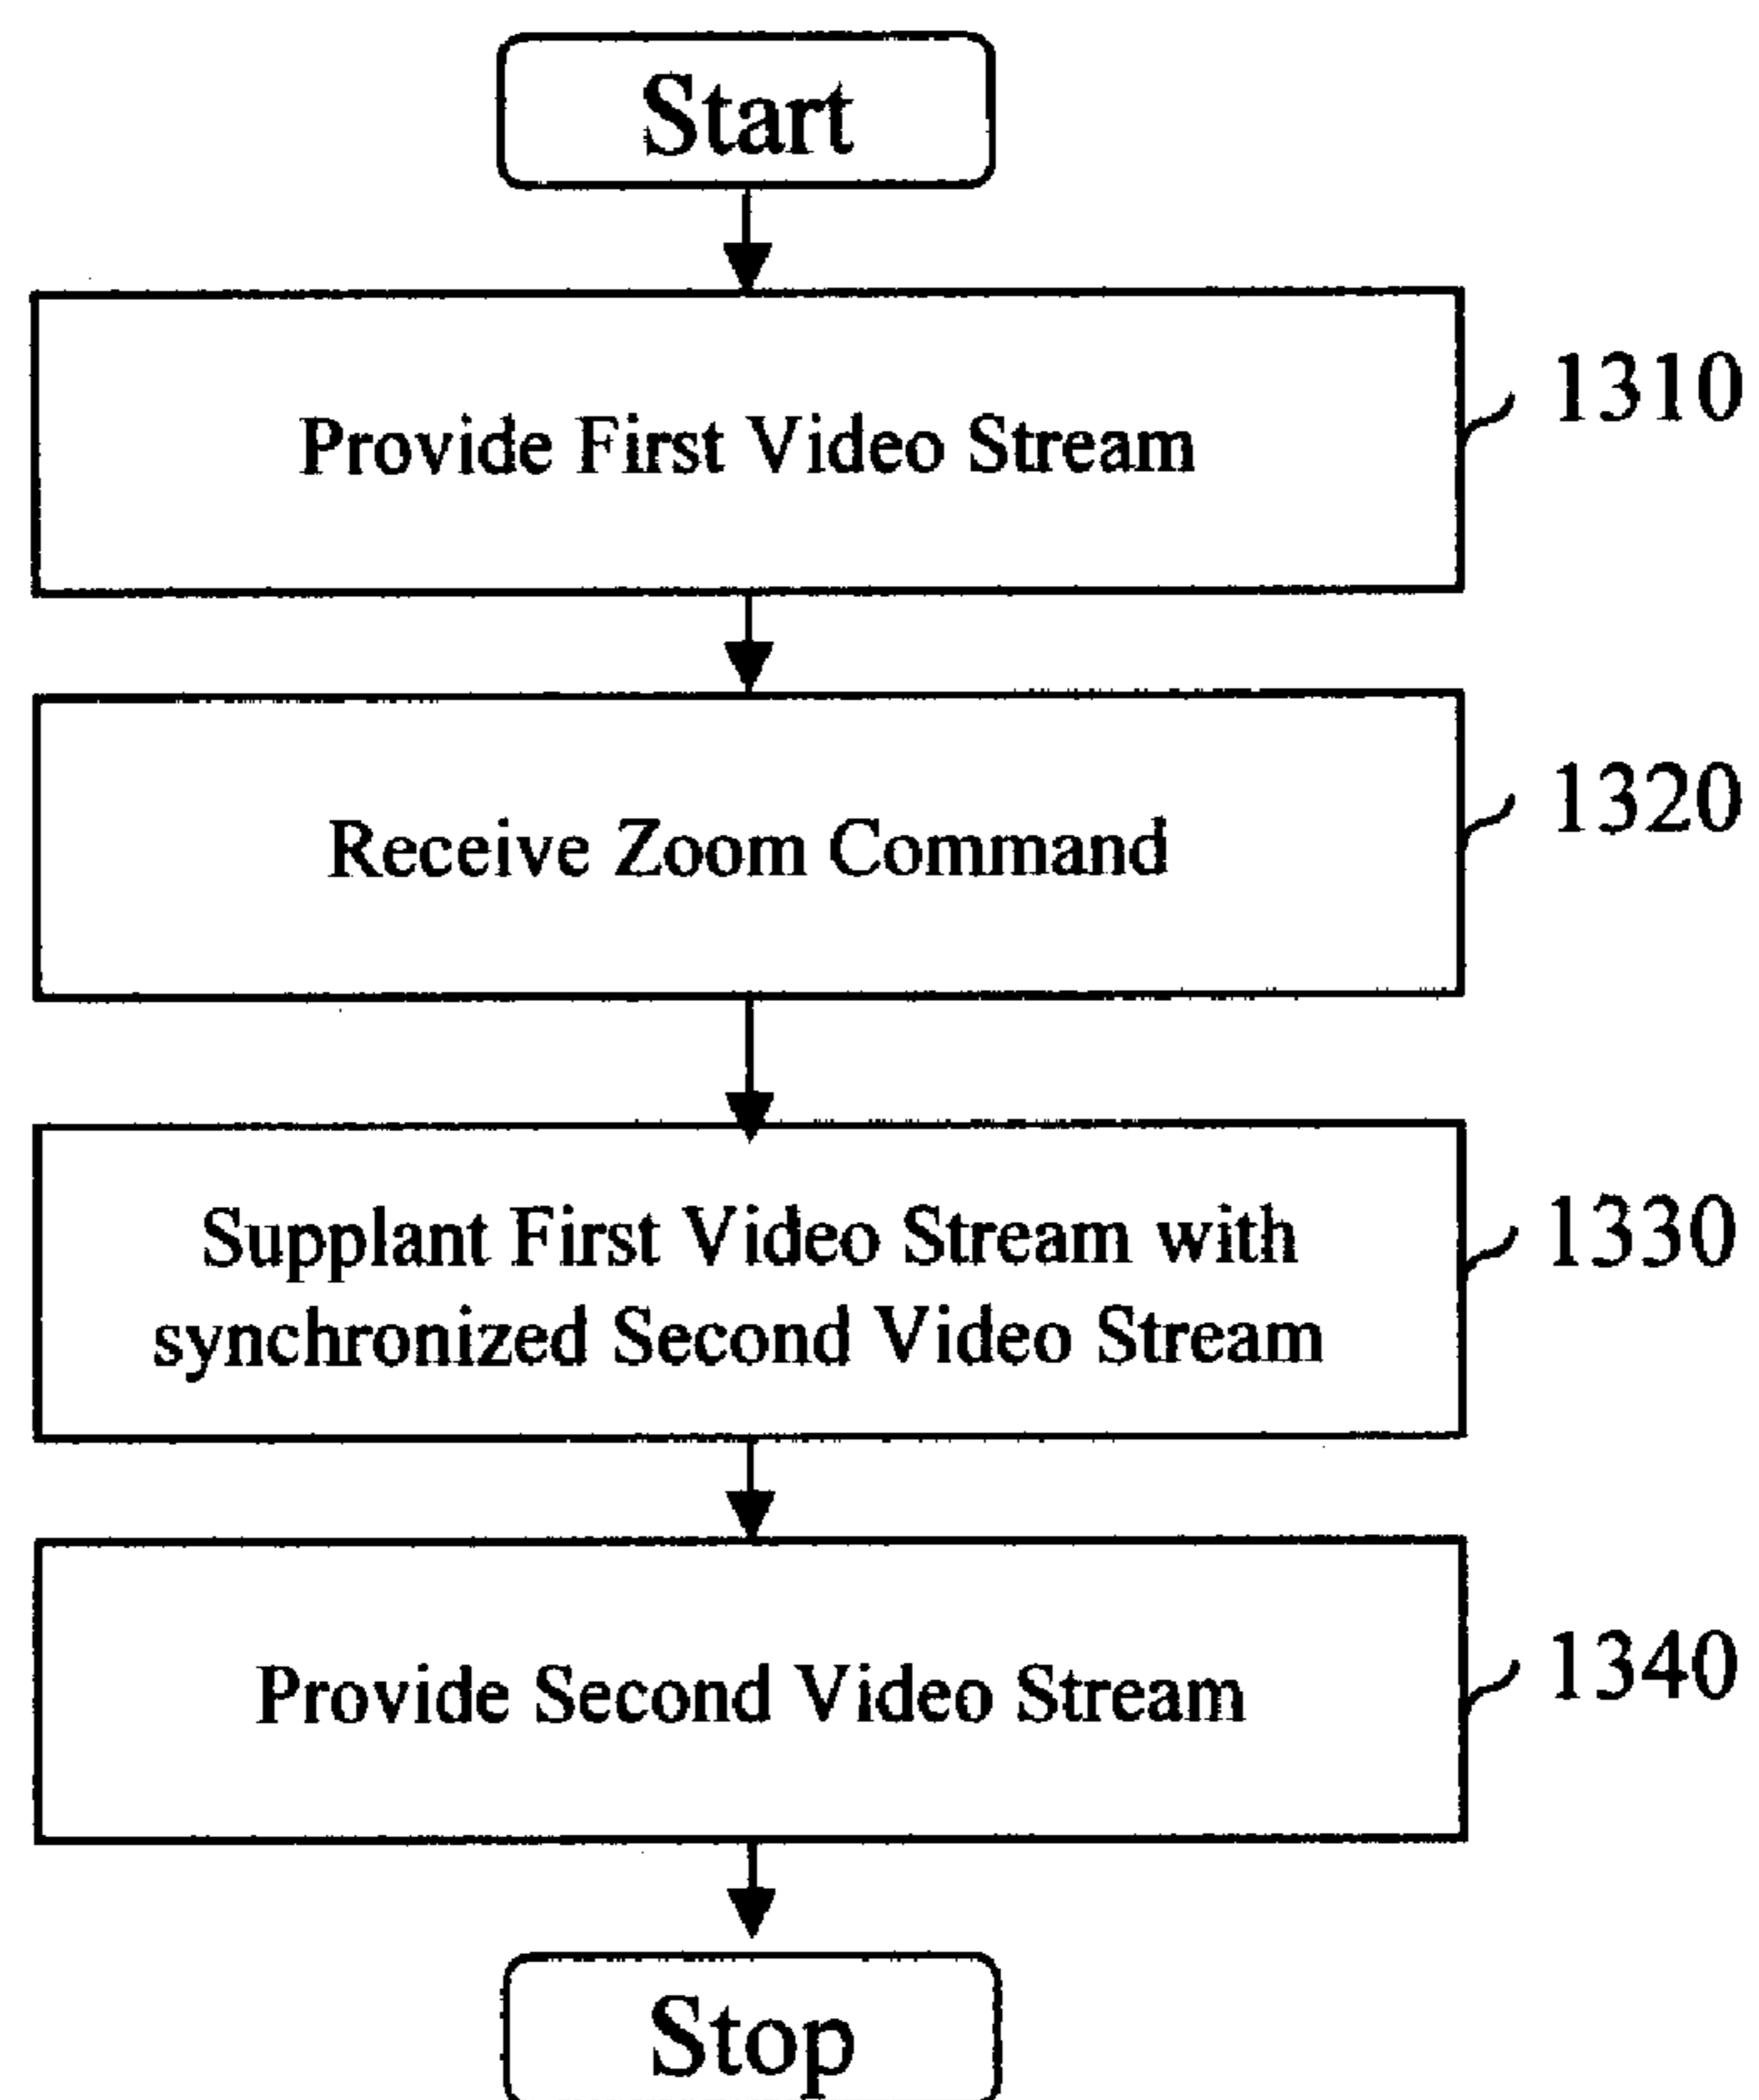 Start
Provide First Video Stream
1310
Receive Zoom Command
1320
Supplant First Video Stream with
synchronized Second Video Stream
1330
Provide Second Video Stream
1340
Stop